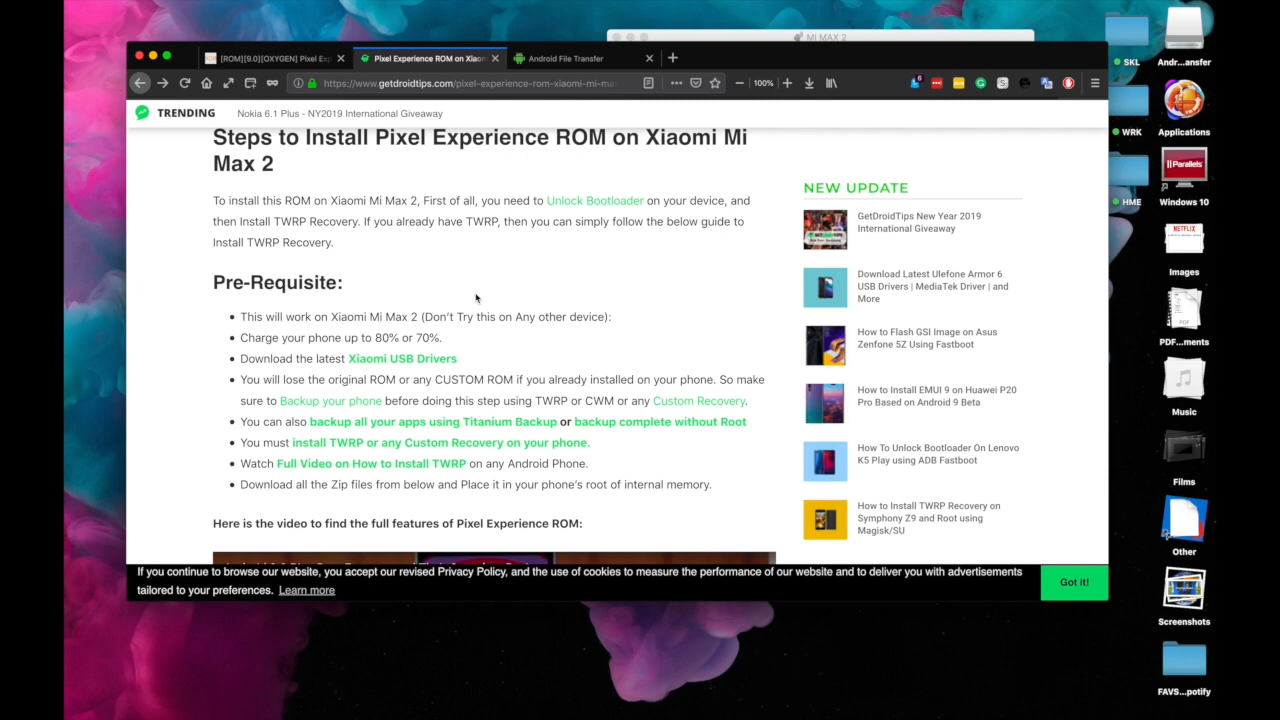 MI MAX 2
[ROM][9.0][OXYGEN] Pixel Exp
Pixel Experience ROM on Xiaom
Android File Transfer
https://www.getdroidtips.com/pixel-experience-rom-xiaomi-mi-ma
100%
6
TRENDING
Nokia 6.1 Plus - NY2019 International Giveaway
Steps to Install Pixel Experience ROM on Xiaomi Mi
Max 2
To install this ROM on Xiaomi Mi Max 2, First of all, you need to Unlock Bootloader on your device, and
then Install TWRP Recovery. If you already have TWRP, then you can simply follow the below guide to
Install TWRP Recovery.
Pre-Requisite:
This will work on Xiaomi Mi Max 2 (Don't Try this on Any other device):
Charge your phone up to 80% or 70%.
Download the latest Xiaomi USB Drivers
You will lose the original ROM or any CUSTOM ROM if you already installed on your phone. So make
sure to Backup your phone before doing this step using TWRP or CWM or any Custom Recovery.
You can also backup all your apps using Titanium Backup or backup complete without Root
You must install TWRP or any Custom Recovery on your phone.
Watch Full Video on How to Install TWRP on any Android Phone.
Download all the Zip files from below and Place it in your phone's root of internal memory.
Here is the video to find the full features of Pixel Experience ROM:
NEW UPDATE
GetDroidTips New Year 2019
International Giveaway
Download Latest Ulefone Armor 6
USB Drivers | MediaTek Driver | and
More
How to Flash GSI Image on Asus
Zenfone 5Z Using Fastboot
How to Install EMUI 9 on Huawei P20
Pro Based on Android 9 Beta
How To Unlock Bootloader On Lenovo
K5 Play using ADB Fastboot
How to Install TWRP Recovery on
Symphony Z9 and Root using
Magisk/SU
If you continue to browse our website, you accept our revised Privacy Policy, and the use of cookies to measure the performance of our website and to deliver you with advertisements
tailored to your preferences. Learn more
Got it!
SKL
WRK
HME
Andr...ansfer
Applications
|| Parallels
Windows 10
NETFLIX
Images
PDF
PDF...ments
Music
Films
Other
Screenshots
FAVS...potify